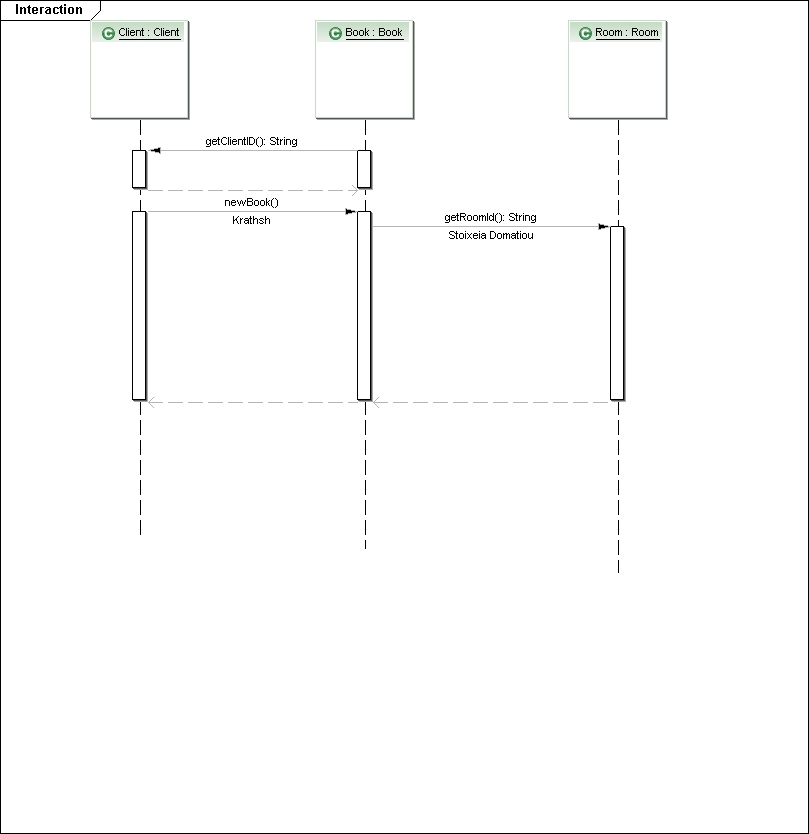 Interaction
Client : Client
Book : Book
Room : Room
getClientID(): String
newBook()
Krathsh
getRoomId(): String
Stoixeia Domatiou